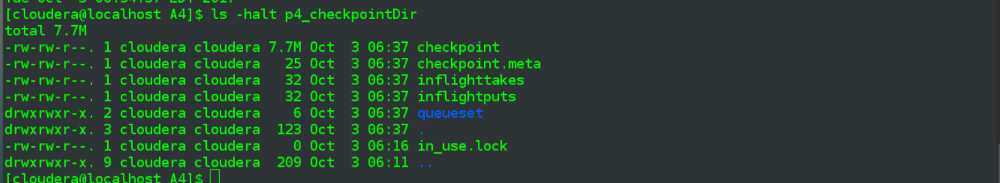 Tue Oct  3 06:34:37 EDT 2017
[cloudera@localhost A4]$ ls -halt p4_checkpointDir
total 7.7M
-rw-rw-r--. 1 cloudera cloudera 7.7M Oct  3 06:37 checkpoint
-rw-rw-r--. 1 cloudera cloudera   25 Oct  3 06:37 checkpoint.meta
-rw-rw-r--. 1 cloudera cloudera   32 Oct  3 06:37 inflighttakes
-rw-rw-r--. 1 cloudera cloudera   32 Oct  3 06:37 inflightputs
drwxrwxr-x. 2 cloudera cloudera    6 Oct  3 06:37 queueset
drwxrwxr-x. 3 cloudera cloudera  123 Oct  3 06:37 .
-rw-rw-r--. 1 cloudera cloudera    0 Oct  3 06:16 in_use.lock
drwxrwxr-x. 9 cloudera cloudera  209 Oct  3 06:11 ..
[cloudera@localhost A4]$